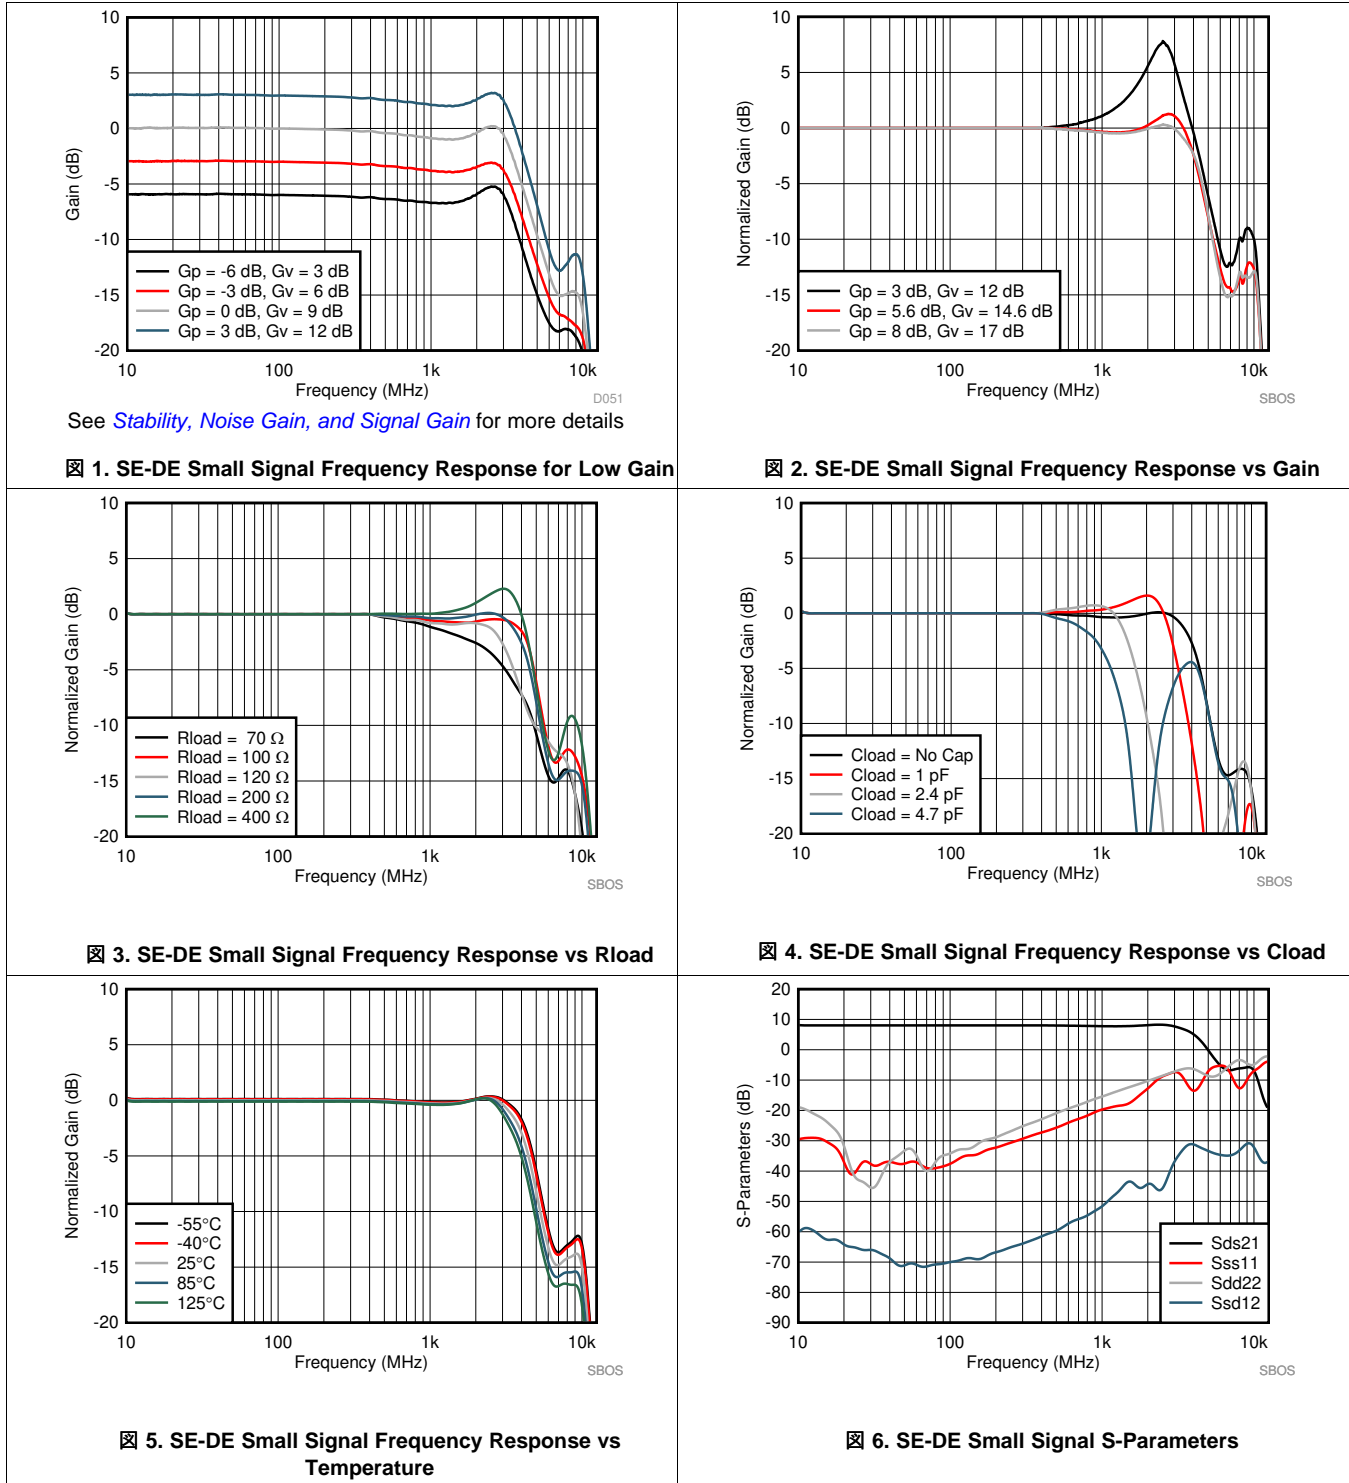 10
5
0
-5
-10
-15
-20
Gain (dB)
Gp = -6 dB, Gv = 3 dB
Gp = -3 dB, Gv = 6 dB
Gp = 0 dB, Gv = 9 dB
Gp = 3 dB, Gv = 12 dB
10 100 1k 10k
Frequency (MHz)
D051
See Stability, Noise Gain, and Signal Gain for more details
図 1. SE-DE Small Signal Frequency Response for Low Gain
10
5
0
-5
-10
-15
-20
Normalized Gain (dB)
Gp = 3 dB, Gv = 12 dB
Gp = 5.6 dB, Gv = 14.6 dB
Gp = 8 dB, Gv = 17 dB
10 100 1k 10k
Frequency (MHz)
SBOS
図 2. SE-DE Small Signal Frequency Response vs Gain
10
5
0
-5
-10
-15
-20
Normalized Gain (dB)
Rload = 70 Ω
Rload = 100 Ω
Rload = 120 Ω
Rload = 200 Ω
Rload = 400 Ω
10 100 1k 10k
Frequency (MHz)
SBOS
図 3. SE-DE Small Signal Frequency Response vs Rload
10
5
0
-5
-10
-15
-20
Normalized Gain (dB)
Cload = No Cap
Cload = 1 pF
Cload = 2.4 pF
Cload = 4.7 pF
10 100 1k 10k
Frequency (MHz)
SBOS
図 4. SE-DE Small Signal Frequency Response vs Cload
10
5
0
-5
-10
-15
-20
Normalized Gain (dB)
-55°C
-40°C
25°C
85°C
125°C
10 100 1k 10k
Frequency (MHz)
SBOS
図 5. SE-DE Small Signal Frequency Response vs
Temperature
20
10
0
-10
-20
-30
-40
-50
-60
-70
-80
-90
S-Parameters (dB)
Sds21
Sss11
Sdd22
Ssd12
10 100 1k 10k
Frequency (MHz)
SBOS
図 6. SE-DE Small Signal S-Parameters